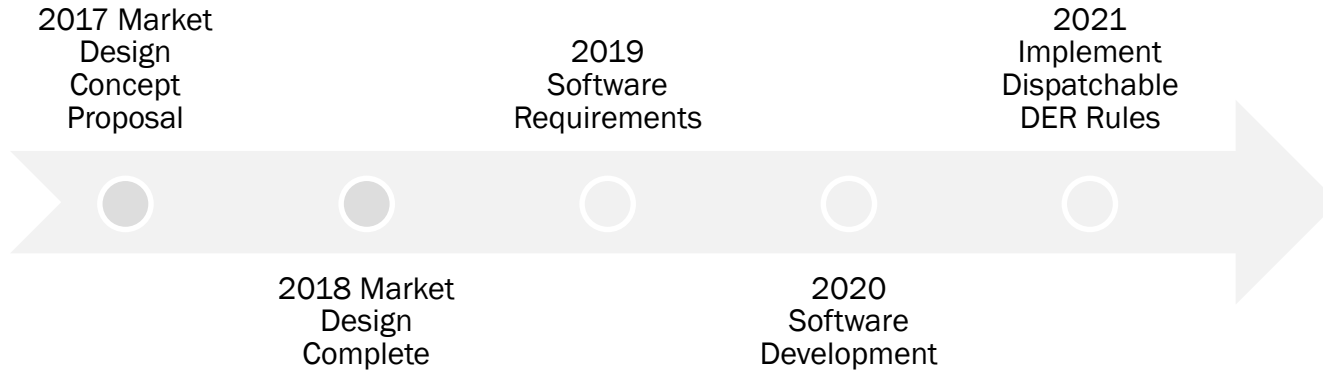 2017 Market
Design
Concept
Proposal
2018 Market
Design
Complete
2019
Software
Requirements
2020
Software
Development
2021
Implement
Dispatchable
DER Rules